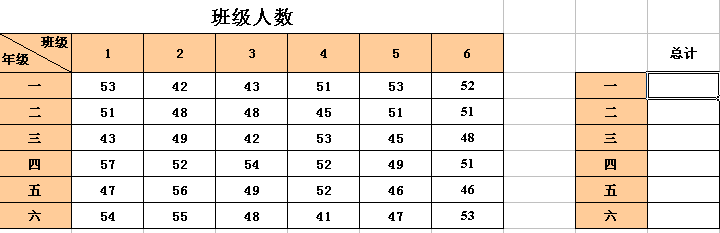 班级人数
班级
年级 1 2 3 4 5 6 总计
一 53 42 43 51 53 52 一
二 51 48 48 45 51 51 二
三 43 49 42 53 45 48 三
四 57 52 54 52 49 51 四
五 47 56 49 52 46 46 五
六 54 55 48 41 47 53 六